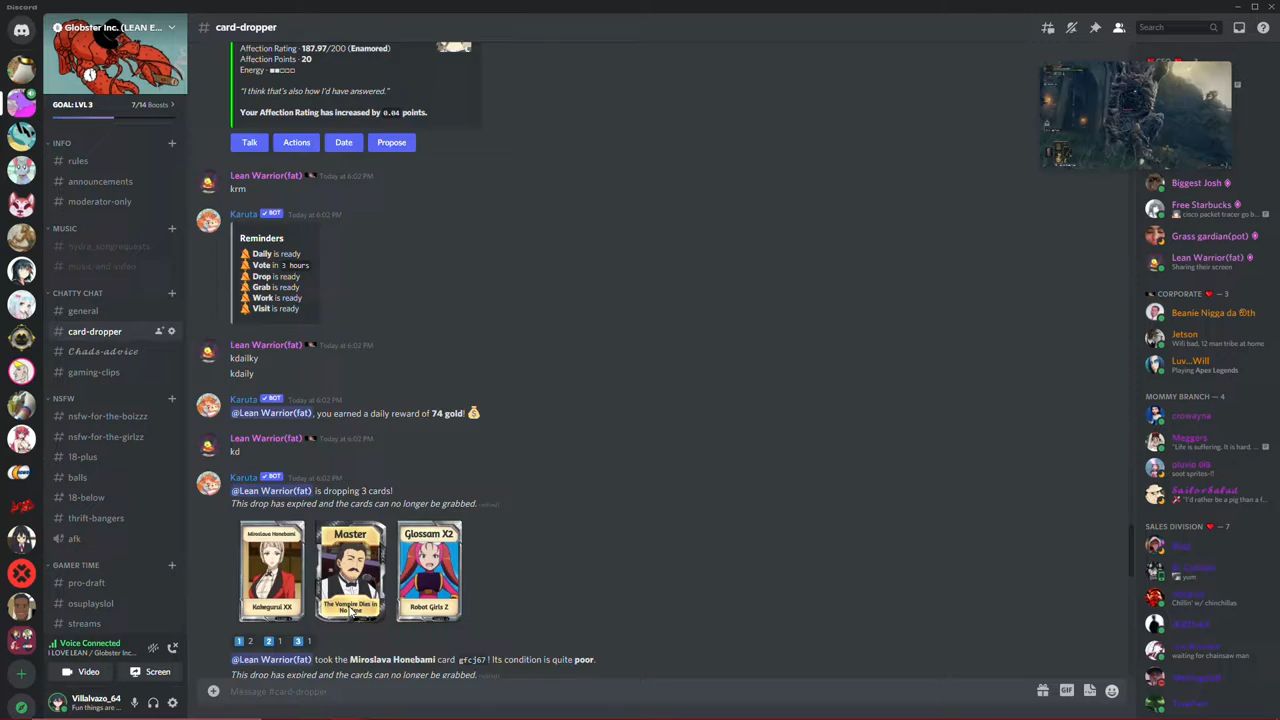 Discord
Globster Inc. (LEAN E...
GOAL: LVL 3
7/14 Boosts
INFO
rules
announcements
moderator-only
MUSIC
hydra_songrequests
music-and-video
CHATTY CHAT
general
card-dropper
Chads-advice
gaming-clips
NSFW
nsfw-for-the-boizzz
nsfw-for-the-girlzz
18-plus
balls
18-below
thrift-bangers
afk
GAMER TIME
pro-draft
osuplayslol
streams
Voice Connected
I LOVE LEAN / Globster Inc...
Video
Screen
Villalvazo_64
Fun things are ...
# card-dropper
Search
Affection Rating · 187.97/200 (Enamored)
Affection Points · 20
Energy · ■■□□□
"I think that's also how I'd have answered."
Your Affection Rating has increased by 0.04 points.
Talk
Actions
Date
Propose
Lean Warrior(fat) Today at 6:02 PM
krm
Karuta ✓ BOT Today at 6:02 PM
Reminders
Daily is ready
Vote in 3 hours
Drop is ready
Grab is ready
Work is ready
Visit is ready
Lean Warrior(fat) Today at 6:02 PM
kdailky
kdaily
Karuta ✓ BOT Today at 6:02 PM
@Lean Warrior(fat), you earned a daily reward of 74 gold!
Lean Warrior(fat) Today at 6:02 PM
kd
Karuta ✓ BOT Today at 6:02 PM
@Lean Warrior(fat) is dropping 3 cards!
This drop has expired and the cards can no longer be grabbed. (edited)
Miroslava Honebami
Kakegurui XX
Master
The Vampire Dies in
Glossam X2
Robot Girls Z
1 2 2 1 3 1
@Lean Warrior(fat) took the Miroslava Honebami card gfcj67! Its condition is quite poor.
This drop has expired and the cards can no longer be grabbed.
Message #card-dropper
GIF
Biggest Josh
Free Starbucks
cisco packet tracer go b...
Grass gardian(pot)
Lean Warrior(fat)
Sharing their screen
CORPORATE — 3
Beanie Nigga da
Jetson
Wifi bad, 12 man tribe at home
Luv...Will
Playing Apex Legends
MOMMY BRANCH — 4
crowayna
Meggers
"Life is suffering, It is hard, ...
soot sprites~!!
SailorSalad
"I'd rather be a pig than a f...
SALES DIVISION — 7
yum
Chillin' w/ chinchillas
waiting for chainsaw man